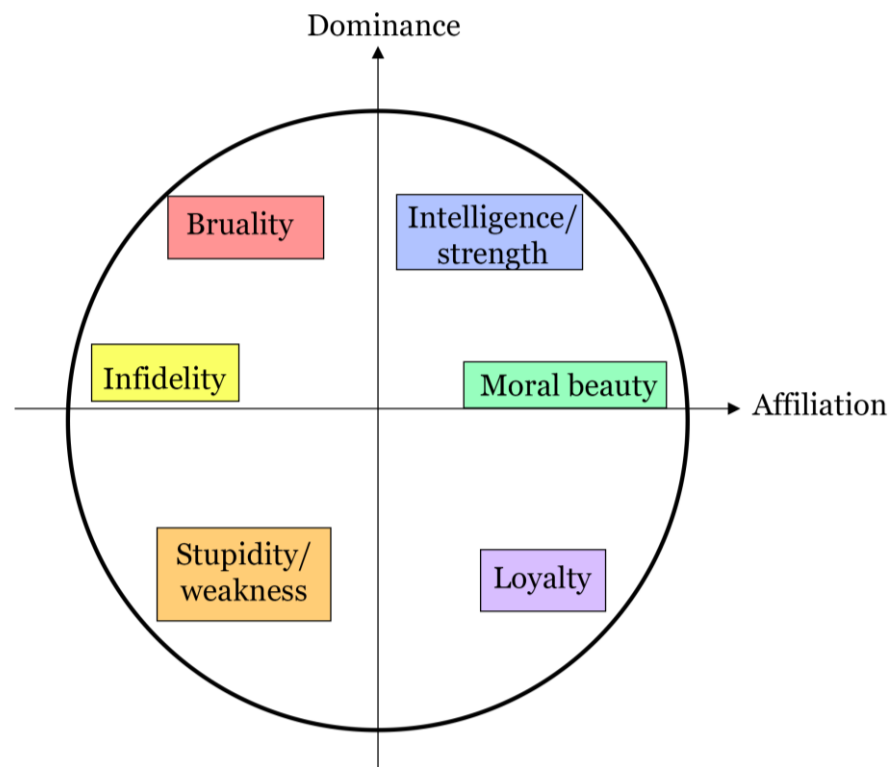 Dominance
Bruality
Intelligence/
strength
Infidelity
Moral beauty
Affiliation
Stupidity/
weakness
Loyalty